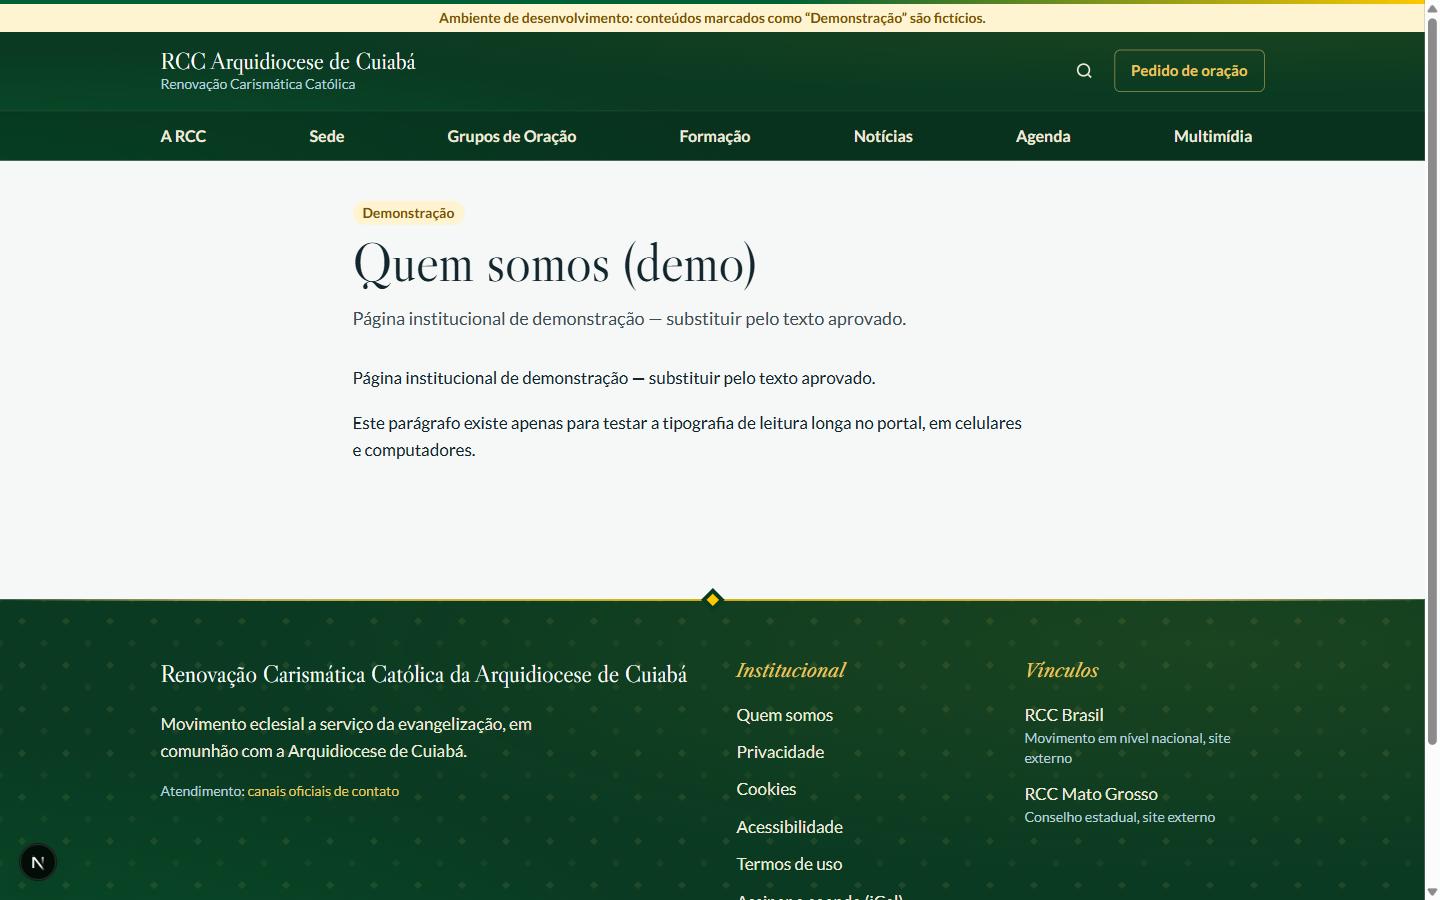 Ambiente de desenvolvimento: conteúdos marcados como “Demonstração” são fictícios.
RCC Arquidiocese de Cuiabá
Renovação Carismática Católica
Pedido de oração
A RCC
Sede
Grupos de Oração
Formação
Notícias
Agenda
Multimídia
Demonstração
Quem somos (demo)
Página institucional de demonstração — substituir pelo texto aprovado.
Página institucional de demonstração — substituir pelo texto aprovado.
Este parágrafo existe apenas para testar a tipografia de leitura longa no portal, em celulares
e computadores.
Renovação Carismática Católica da Arquidiocese de Cuiabá
Movimento eclesial a serviço da evangelização, em
comunhão com a Arquidiocese de Cuiabá.
Atendimento: canais oficiais de contato
Institucional
Quem somos
Privacidade
Cookies
Acessibilidade
Termos de uso
Vínculos
RCC Brasil
Movimento em nível nacional, site
externo
RCC Mato Grosso
Conselho estadual, site externo
N